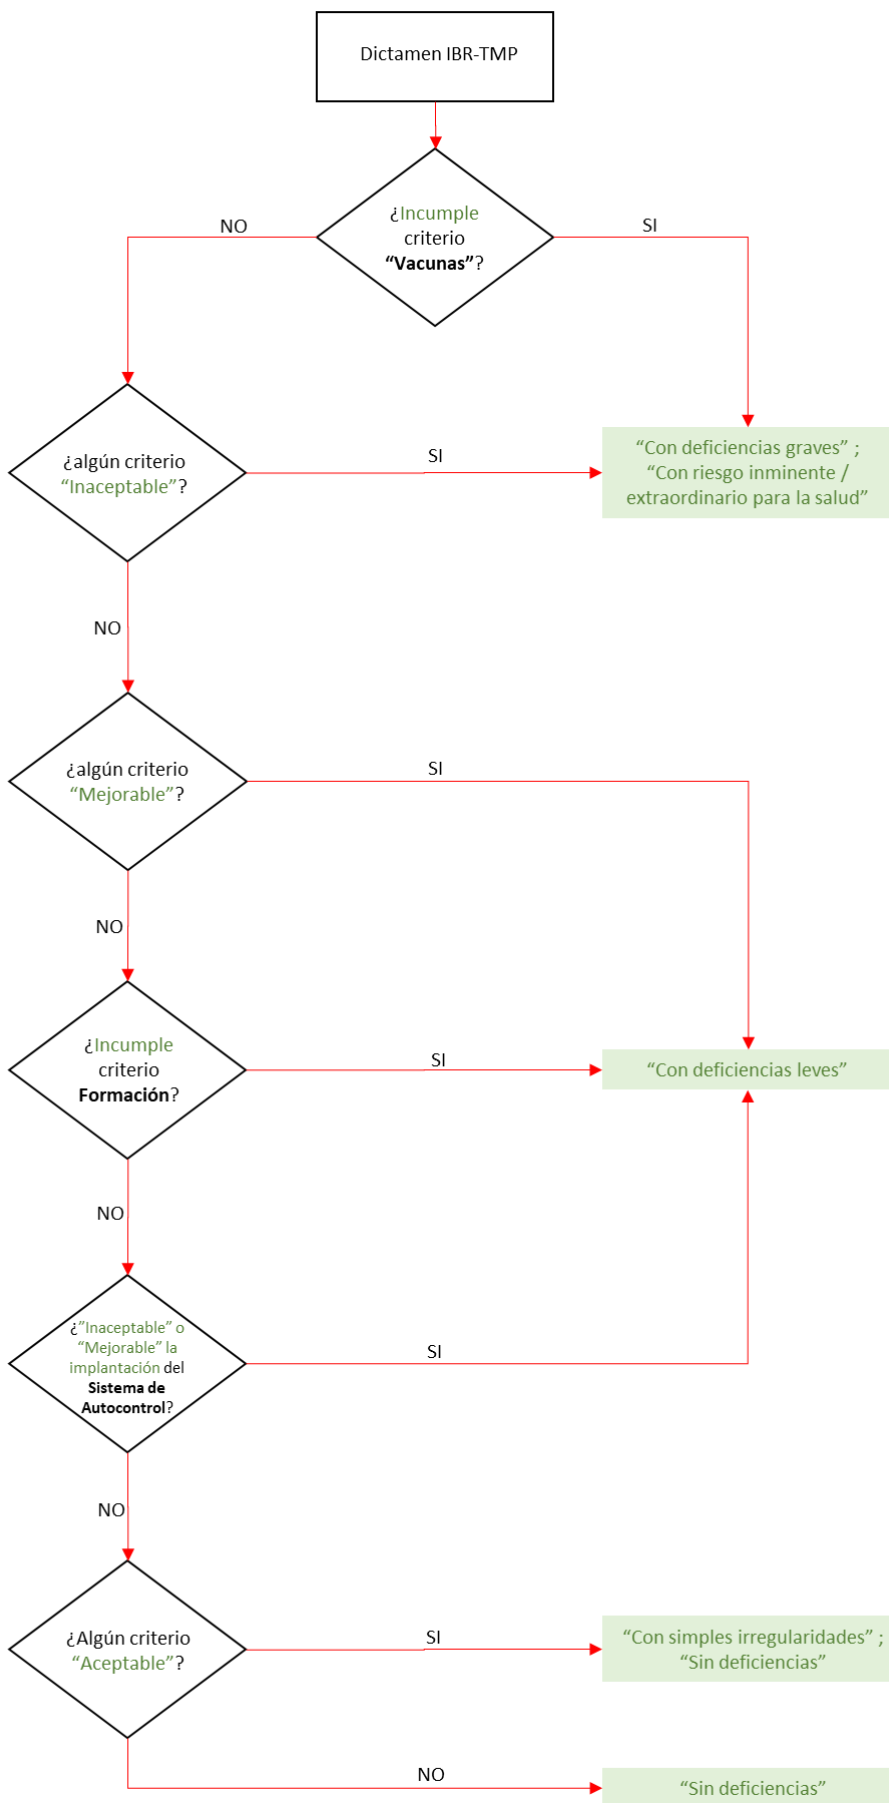 Dictamen IBR-TMP
¿Incumple
criterio
“Vacunas”?
NO
SI
¿algún criterio
“Inaceptable”?
SI
“Con deficiencias graves” ;
“Con riesgo inminente /
extraordinario para la salud”
NO
¿algún criterio
“Mejorable”?
SI
NO
¿Incumple
criterio
Formación?
SI
“Con deficiencias leves”
NO
¿”Inaceptable” o
“Mejorable” la
implantación del
Sistema de
Autocontrol?
SI
NO
¿Algún criterio
“Aceptable”?
SI
“Con simples irregularidades” ;
“Sin deficiencias”
NO
“Sin deficiencias”